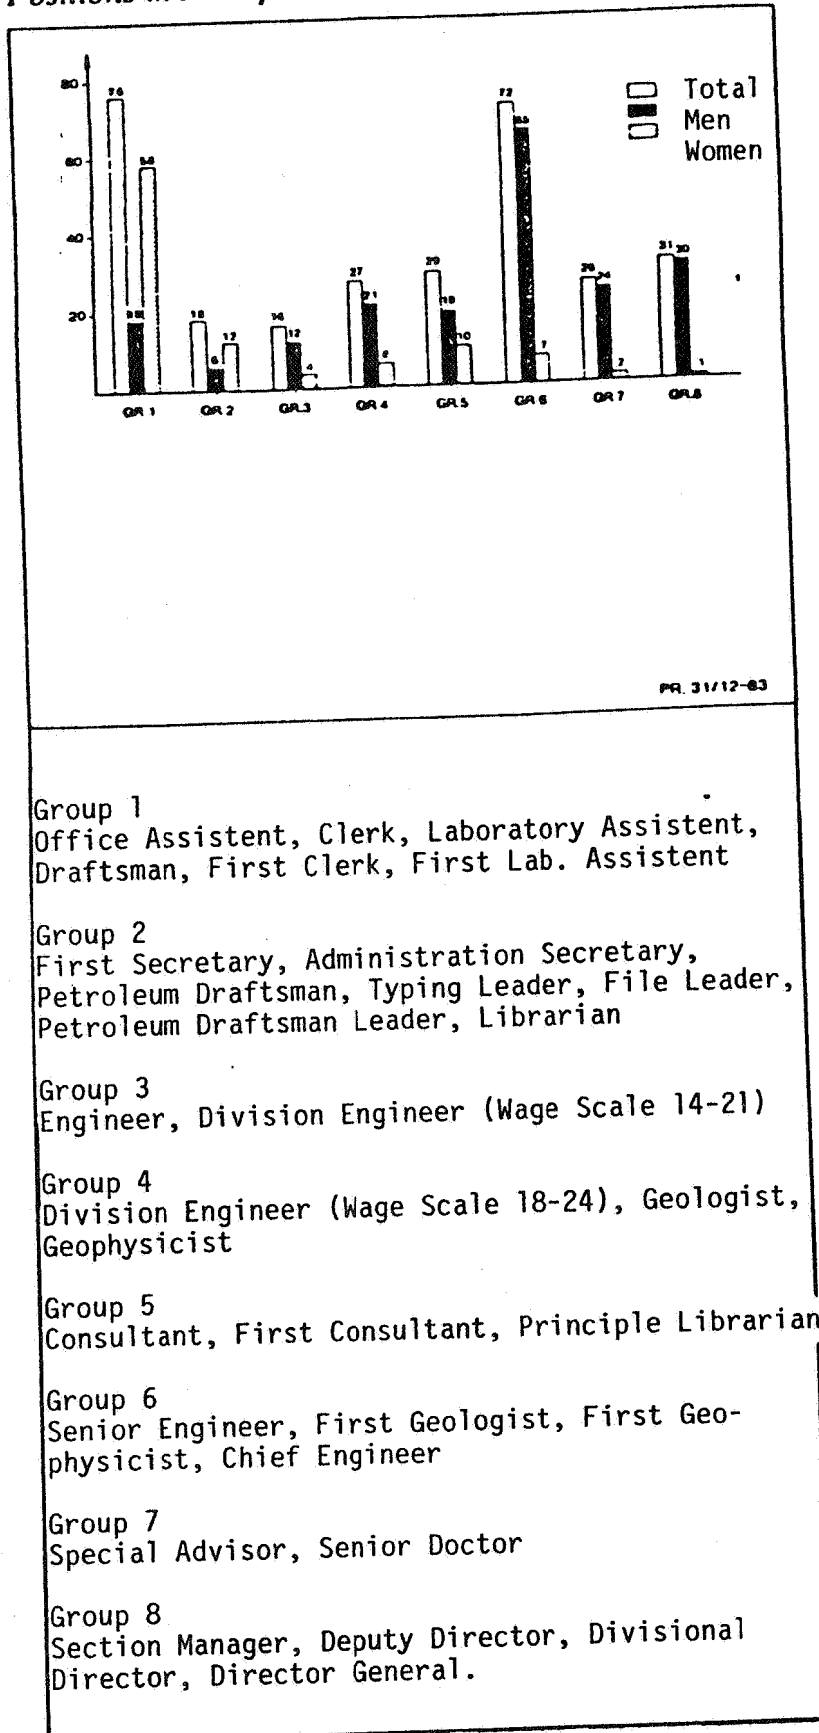 80
60
40
20
76
58
18
6
12
16
12
4
27
21
29
19
10
72
7
24
31 30
1
Total
Men
Women
GR 1 GR 2 GR.3 GR 4 GR.5 GR 6 GR 7 GR.8
PR. 31/12-83
Group 1
Office Assistent, Clerk, Laboratory Assistent,
Draftsman, First Clerk, First Lab. Assistent
Group 2
First Secretary, Administration Secretary,
Petroleum Draftsman, Typing Leader, File Leader,
Petroleum Draftsman Leader, Librarian
Group 3
Engineer, Division Engineer (Wage Scale 14-21)
Group 4
Division Engineer (Wage Scale 18-24), Geologist,
Geophysicist
Group 5
Consultant, First Consultant, Principle Librarian
Group 6
Senior Engineer, First Geologist, First Geo-
physicist, Chief Engineer
Group 7
Special Advisor, Senior Doctor
Group 8
Section Manager, Deputy Director, Divisional
Director, Director General.